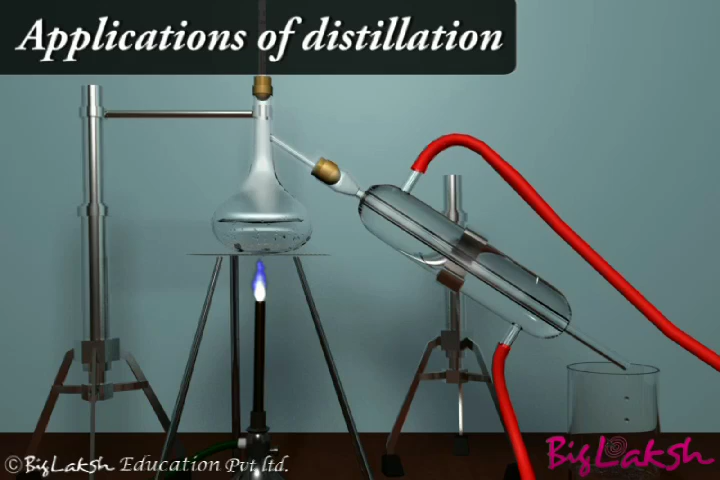 Applications of distillation
© BigLaksh Education Pvt ltd.
BigLaksh